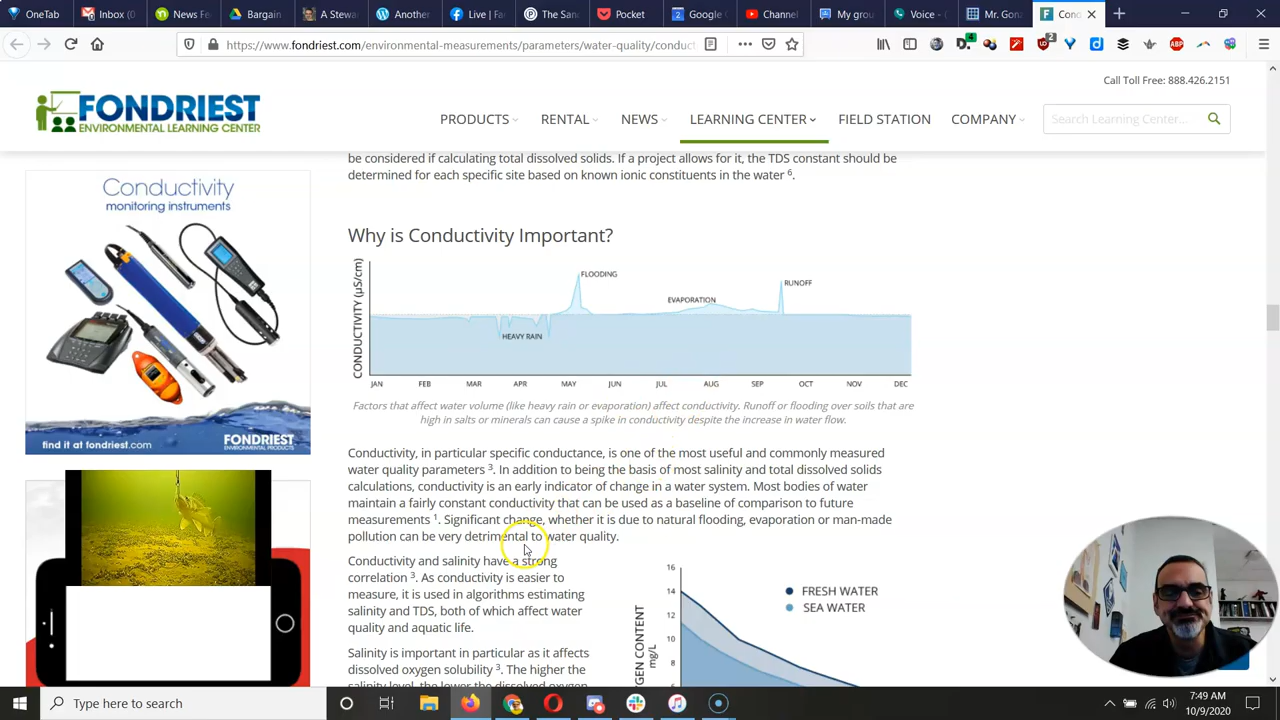 OneTab
Inbox (0
News Fe
Bargain
(3) Twit
Another
Live | Fa
(3) The San
Pocket
Google
Channel
My grou
Voice - C
Mr. Gona
Cond
https://www.fondriest.com/environmental-measurements/parameters/water-quality/conduct
Call Toll Free: 888.426.2151
FONDRIEST
ENVIRONMENTAL LEARNING CENTER
PRODUCTS
RENTAL
NEWS
LEARNING CENTER
FIELD STATION
COMPANY
Search Learning Center...
be considered if calculating total dissolved solids. If a project allows for it, the TDS constant should be
determined for each specific site based on known ionic constituents in the water 6.
Conductivity
monitoring instruments
find it at fondriest.com
FONDRIEST
ENVIRONMENTAL PRODUCTS
Why is Conductivity Important?
CONDUCTIVITY (µS/cm)
FLOODING
RUNOFF
EVAPORATION
HEAVY RAIN
JAN FEB MAR APR MAY JUN JUL AUG SEP OCT NOV DEC
Factors that affect water volume (like heavy rain or evaporation) affect conductivity. Runoff or flooding over soils that are
high in salts or minerals can cause a spike in conductivity despite the increase in water flow.
Conductivity, in particular specific conductance, is one of the most useful and commonly measured
water quality parameters 3. In addition to being the basis of most salinity and total dissolved solids
calculations, conductivity is an early indicator of change in a water system. Most bodies of water
maintain a fairly constant conductivity that can be used as a baseline of comparison to future
measurements 1. Significant change, whether it is due to natural flooding, evaporation or man-made
pollution can be very detrimental to water quality.
Conductivity and salinity have a strong
correlation 3. As conductivity is easier to
measure, it is used in algorithms estimating
salinity and TDS, both of which affect water
quality and aquatic life.
Salinity is important in particular as it affects
dissolved oxygen solubility 3. The higher the
salinity level, the lower the dissolved oxygen
16
14
12
10
8
GEN CONTENT
mg/L
FRESH WATER
SEA WATER
Type here to search
7:49 AM
10/9/2020